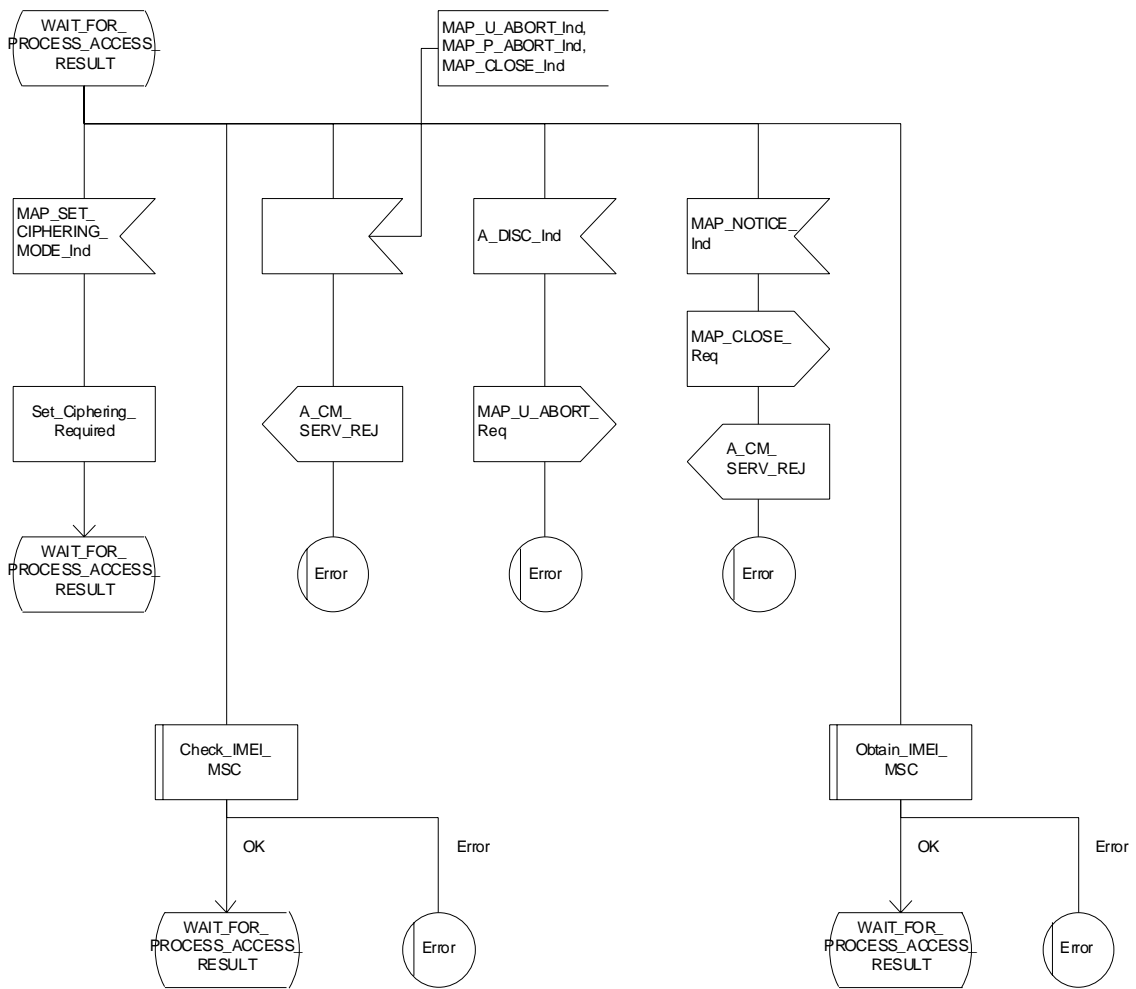 WAIT_FOR_
PROCESS_ACCESS_
RESULT
MAP_U_ABORT_Ind,
MAP_P_ABORT_Ind,
MAP_CLOSE_Ind
MAP_SET_
CIPHERING_
MODE_Ind
A_DISC_Ind
MAP_NOTICE_
Ind
MAP_CLOSE_
Req
Set_Ciphering_
Required
A_CM_
SERV_REJ
MAP_U_ABORT_
Req
A_CM_
SERV_REJ
WAIT_FOR_
PROCESS_ACCESS_
RESULT
Error
Error
Error
Check_IMEI_
MSC
Obtain_IMEI_
MSC
OK
Error
OK
Error
WAIT_FOR_
PROCESS_ACCESS_
RESULT
Error
WAIT_FOR_
PROCESS_ACCESS_
RESULT
Error